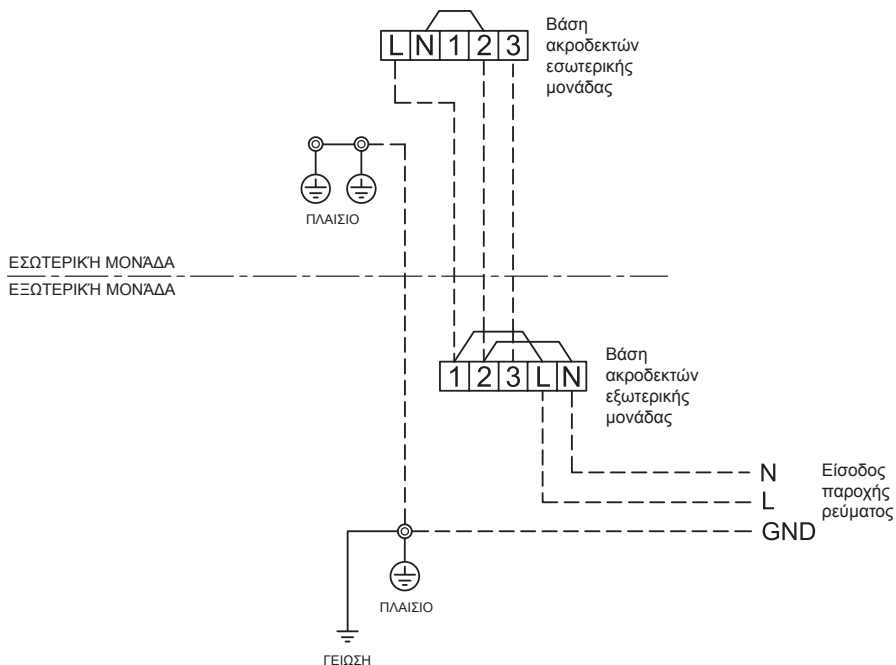 L N 1 2 3
Βάση
ακροδεκτών
εσωτερικής
μονάδας
ΠΛΑΙΣΙΟ
ΕΣΩΤΕΡΙΚΉ ΜΟΝΆΔΑ
ΕΞΩΤΕΡΙΚΉ ΜΟΝΆΔΑ
1 2 3 L N
Βάση
ακροδεκτών
εξωτερικής
μονάδας
N
L
GND
Είσοδος
παροχής
ρεύματος
ΠΛΑΙΣΙΟ
ΓΕΙΩΣΗ